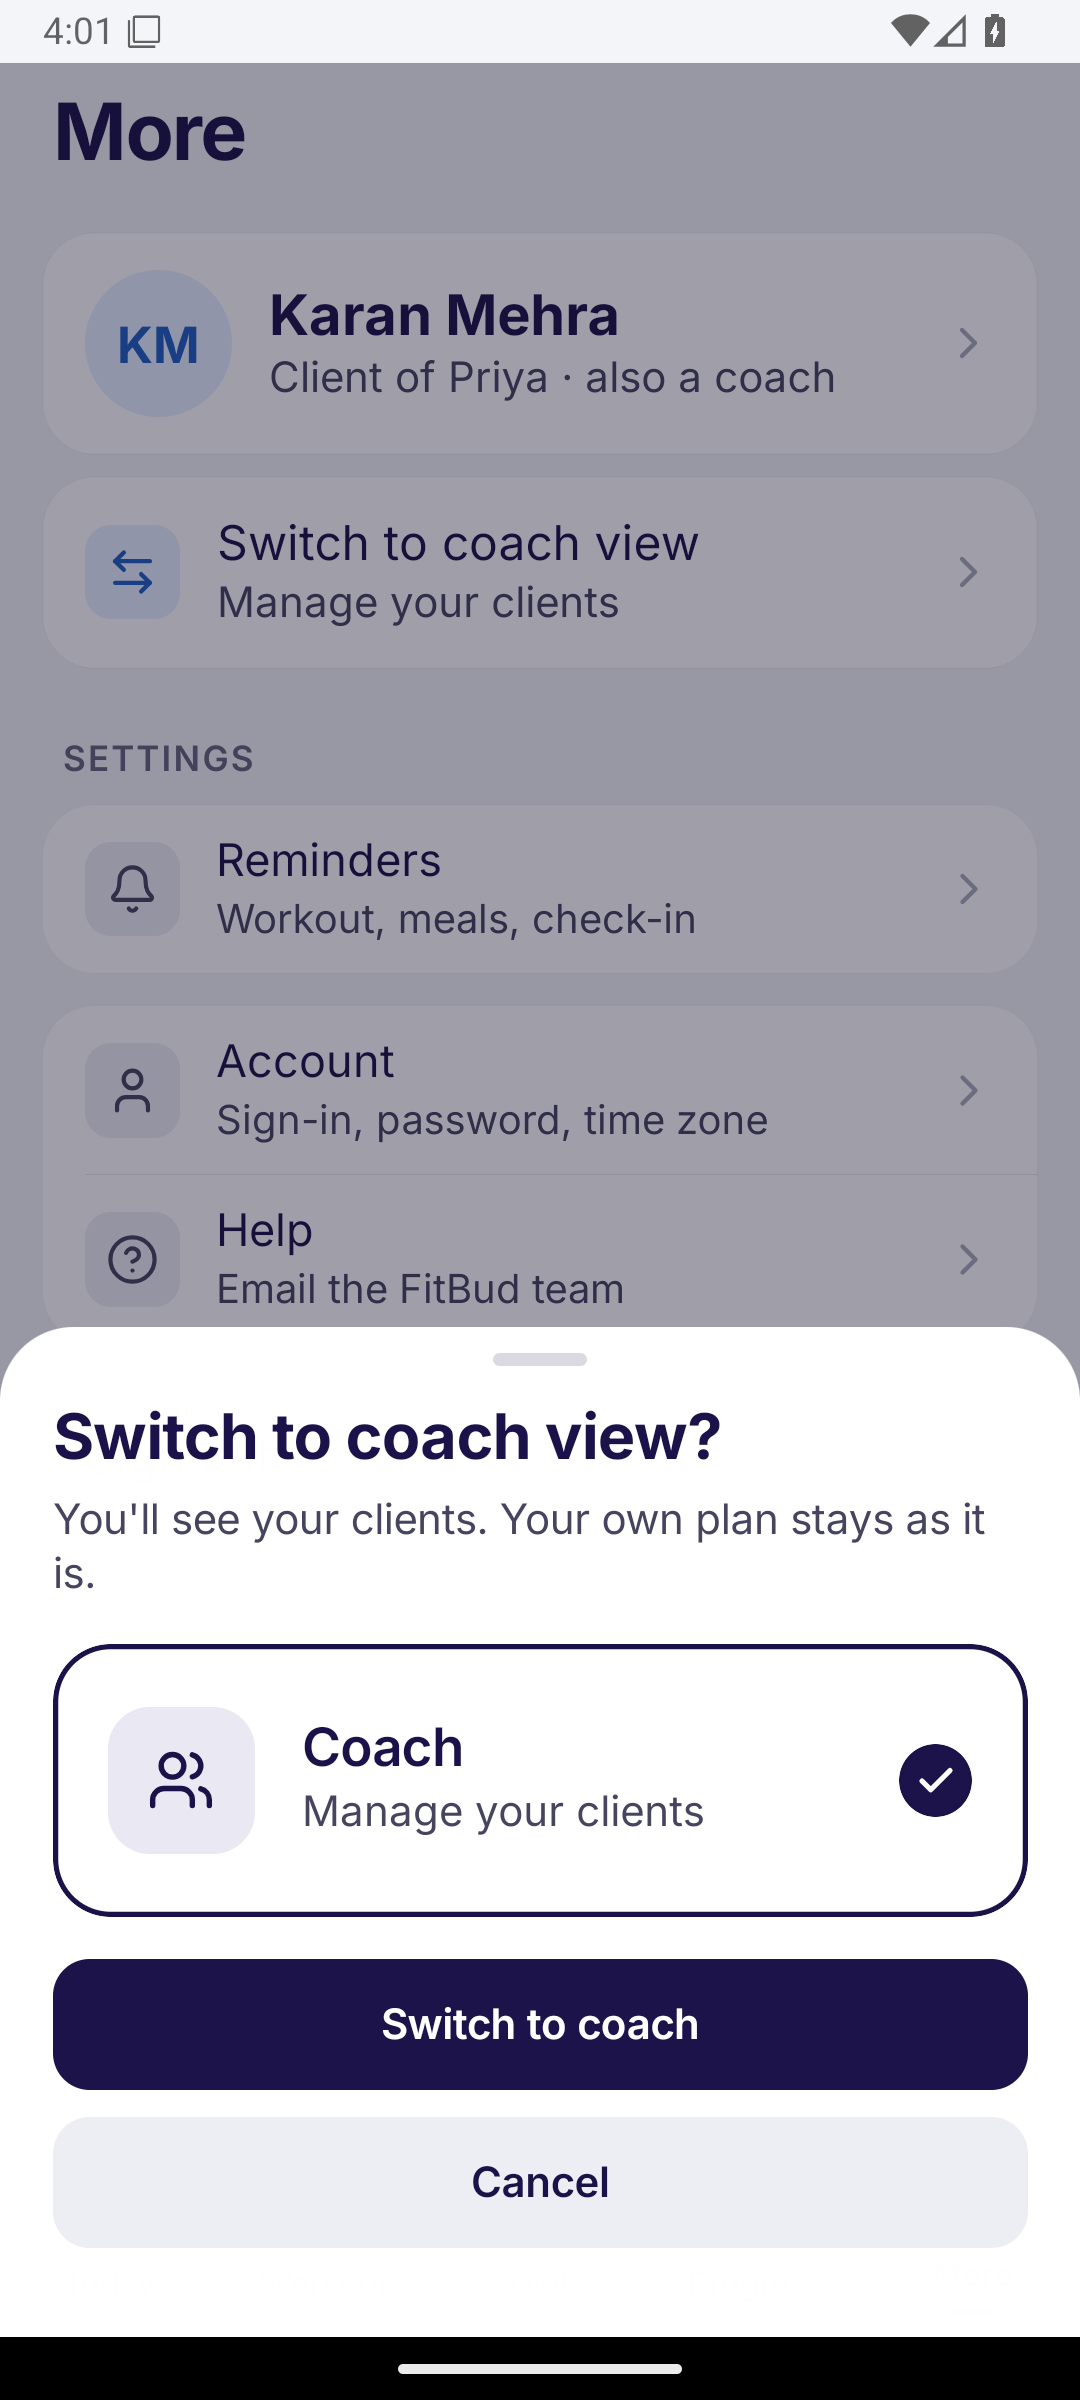 4:01
More
KM
Karan Mehra
Client of Priya · also a coach
Switch to coach view
Manage your clients
SETTINGS
Reminders
Workout, meals, check-in
Account
Sign-in, password, time zone
Help
Email the FitBud team
Switch to coach view?
You'll see your clients. Your own plan stays as it
is.
Coach
Manage your clients
Switch to coach
Cancel